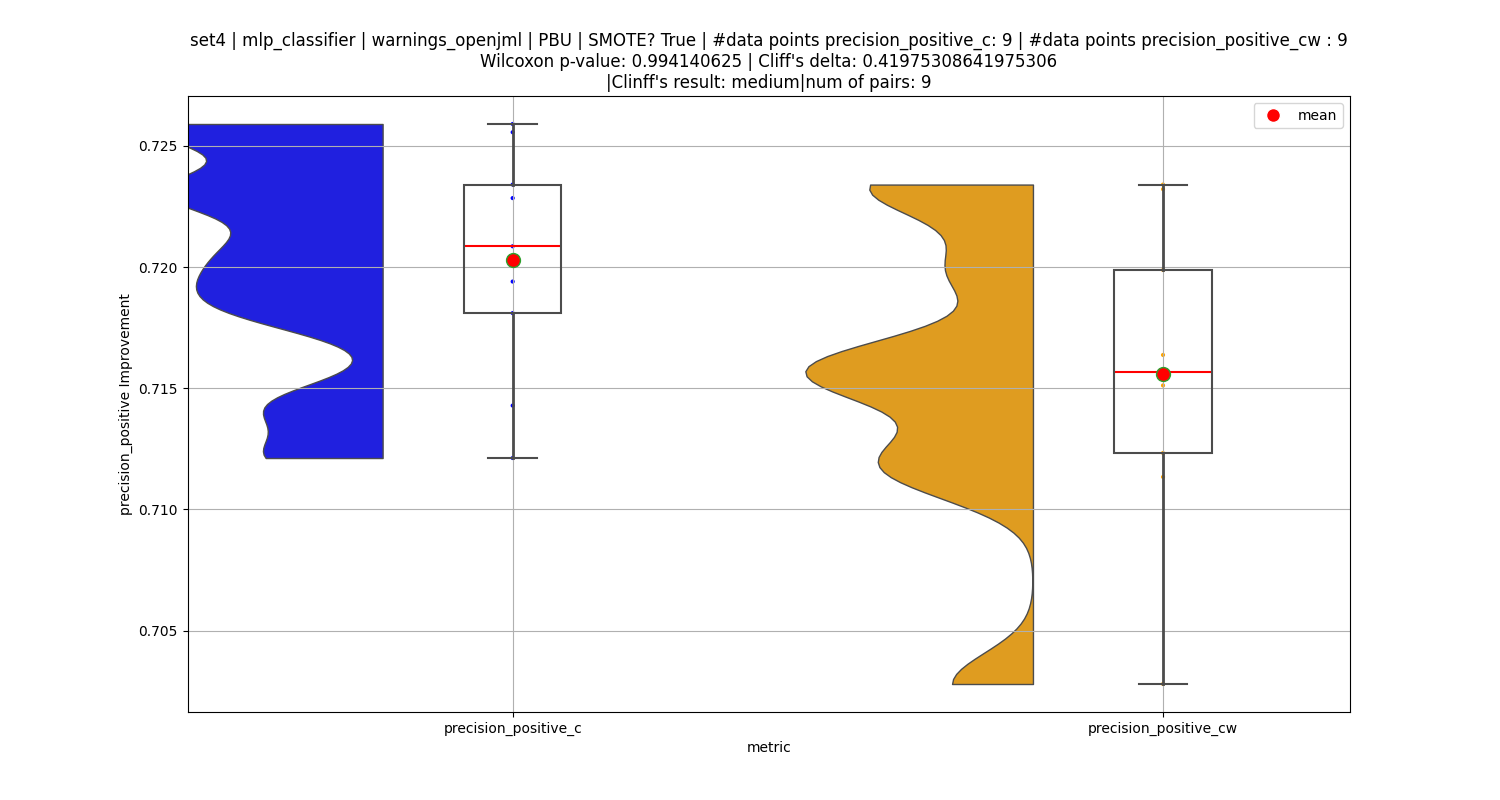 set4 | mlp_classifier | warnings_openjml | PBU | SMOTE? True | #data points precision_positive_c: 9 | #data points precision_positive_cw : 9
Wilcoxon p-value: 0.994140625 | Cliff's delta: 0.41975308641975306
|Clinff's result: medium|num of pairs: 9
mean
0.725
0.720
0.715
0.710
0.705
precision_positive Improvement
precision_positive_c
precision_positive_cw
metric